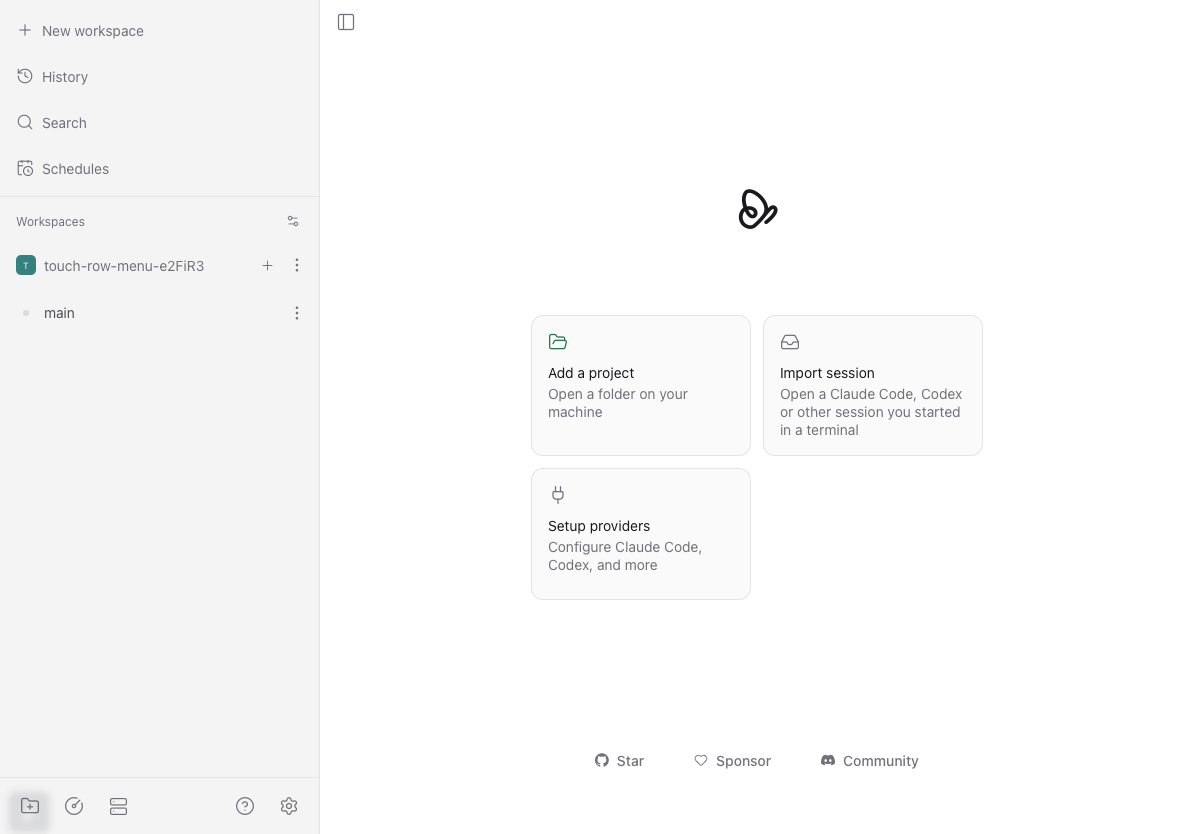 New workspace
History
Search
Schedules
Workspaces
T
touch-row-menu-e2FiR3
main
Add a project
Open a folder on your
machine
Import session
Open a Claude Code, Codex
or other session you started
in a terminal
Setup providers
Configure Claude Code,
Codex, and more
Star
Sponsor
Community